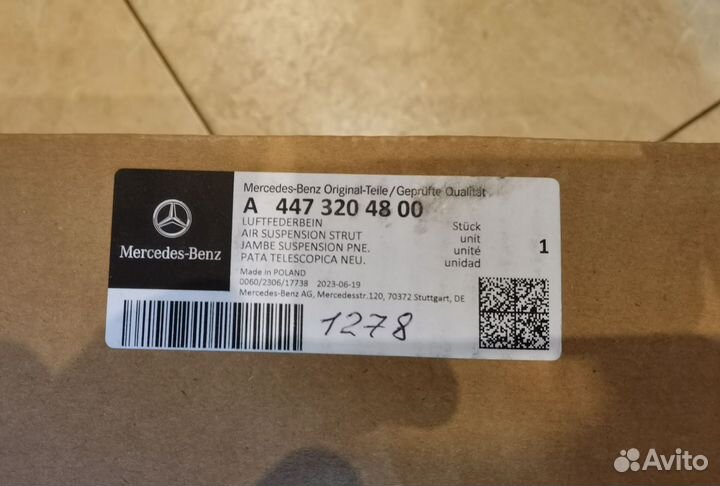 Mercedes-Benz Original-Teile/Geprüfte Qualität
A 447 320 48 00
LUFTFEDERBEIN
AIR SUSPENSION STRUT
JAMBE SUSPENSION PNE.
PATA TELESCOPICA NEU.
Stück
unit
unité
unidad
1
Mercedes-Benz
Made in POLAND
0060/2306/17738 2023-06-19
Mercedes-Benz AG, Mercedesstr.120, 70372 Stuttgart, DE
1278
Avito